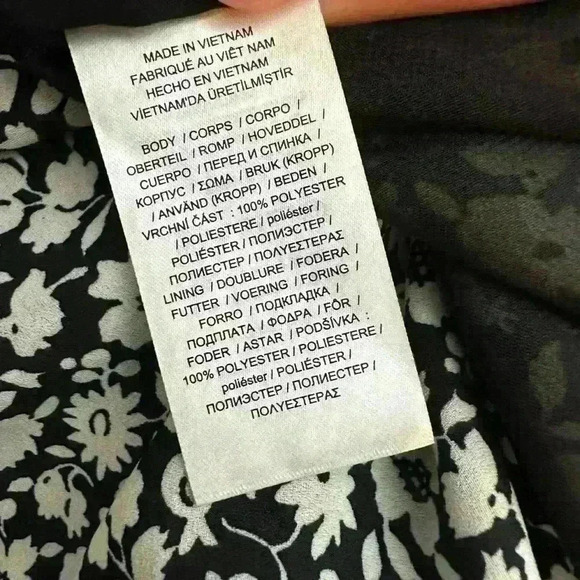 MADE IN VIETNAM
FABRIQUÉ AU VIÊT NAM
HECHO EN VIETNAM
VİETNAM'DA ÜRETİLMİŞTİR
BODY / CORPS / CORPO /
OBERTEIL / ROMP / HOVEDDEL /
CUERPO / ПЕРЕД И СПИНКА /
КОРПУС / ΣΩΜΑ / BRUK (KROPP)
/ ANVÄND (KROPP) / BEDEN /
VRCHNÍ ČÁST : 100% POLYESTER
/ POLIESTERE / poliéster /
POLIÉSTER / ПОЛИЭСТЕР /
ПОЛИЕСТЕР / ΠΟΛΥΕΣΤΕΡΑΣ
LINING / DOUBLURE / FODERA /
FUTTER / VOERING / FORING /
FORRO / ПОДКЛАДКА /
ПОДПЛАТА / ΦΟΔΡΑ / FÔR /
FODER / ASTAR / PODŠIVKA :
100% POLYESTER / POLIESTERE /
poliéster / POLIÉSTER /
ПОЛИЭСТЕР / ПОЛИЕСТЕР /
ΠΟΛΥΕΣΤΕΡΑΣ